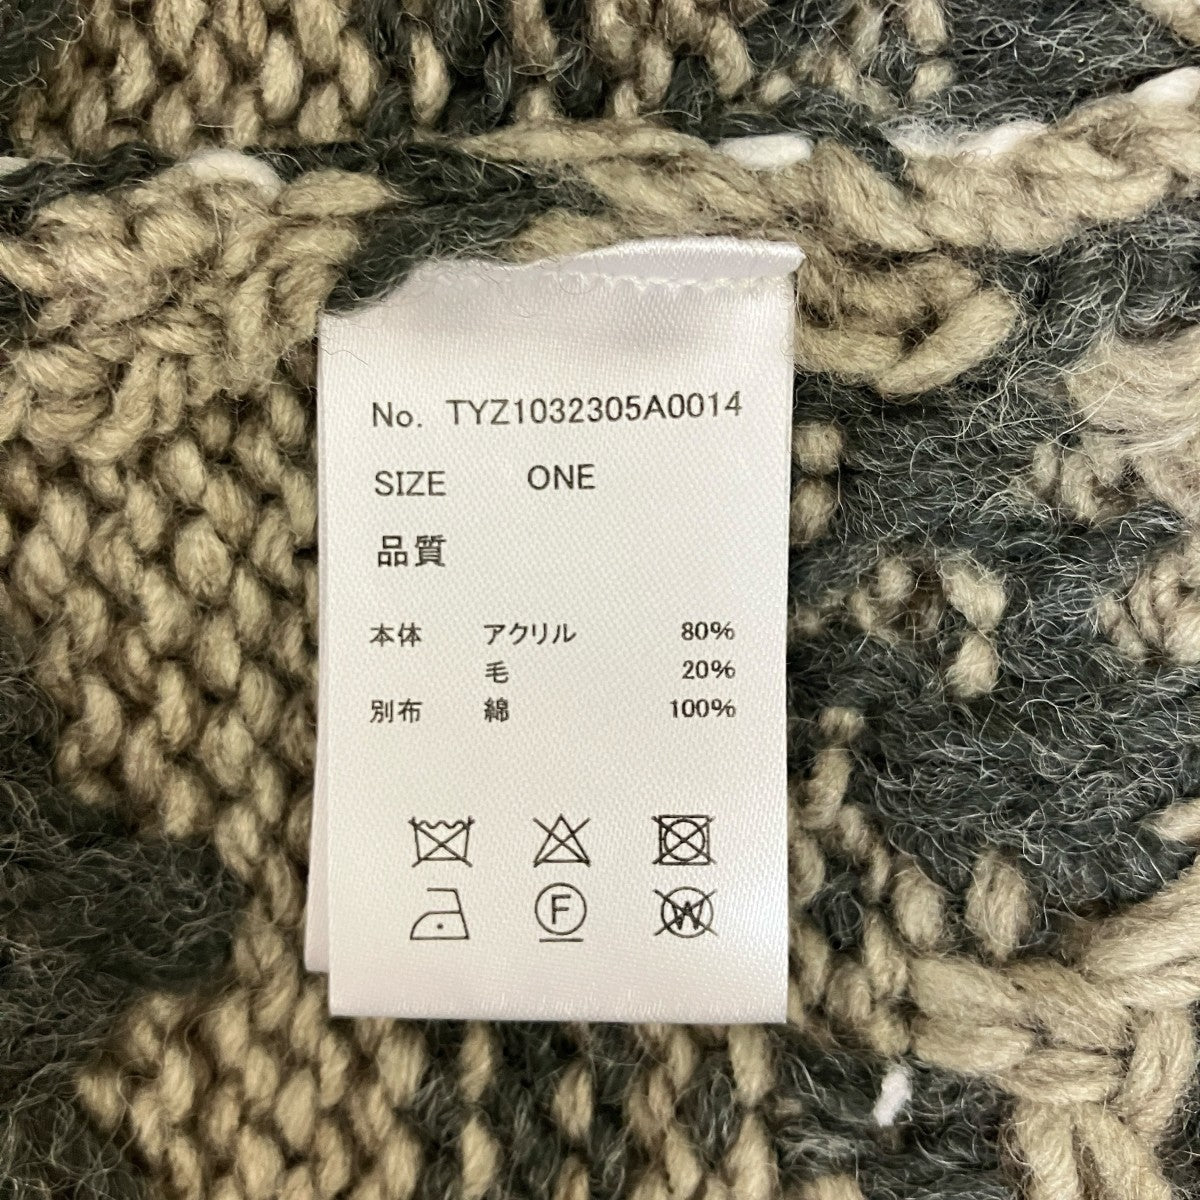 No. TYZ1032305A0014
SIZE ONE
品質
本体 アクリル 80%
毛 20%
別布 綿 100%
F W